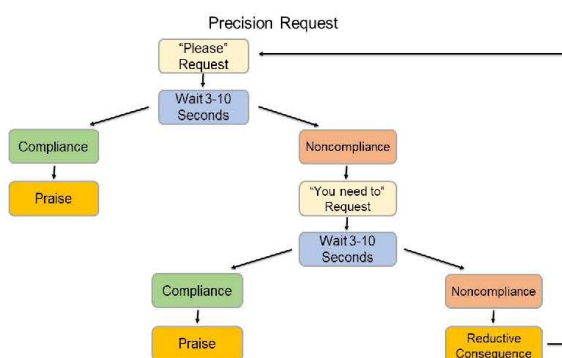 Precision Request
“Please”
Request
Wait 3-10
Seconds
Compliance
Noncompliance
Praise
“You need to”
Request
Wait 3-10
Seconds
Compliance
Noncompliance
Praise
Reductive
Consequence